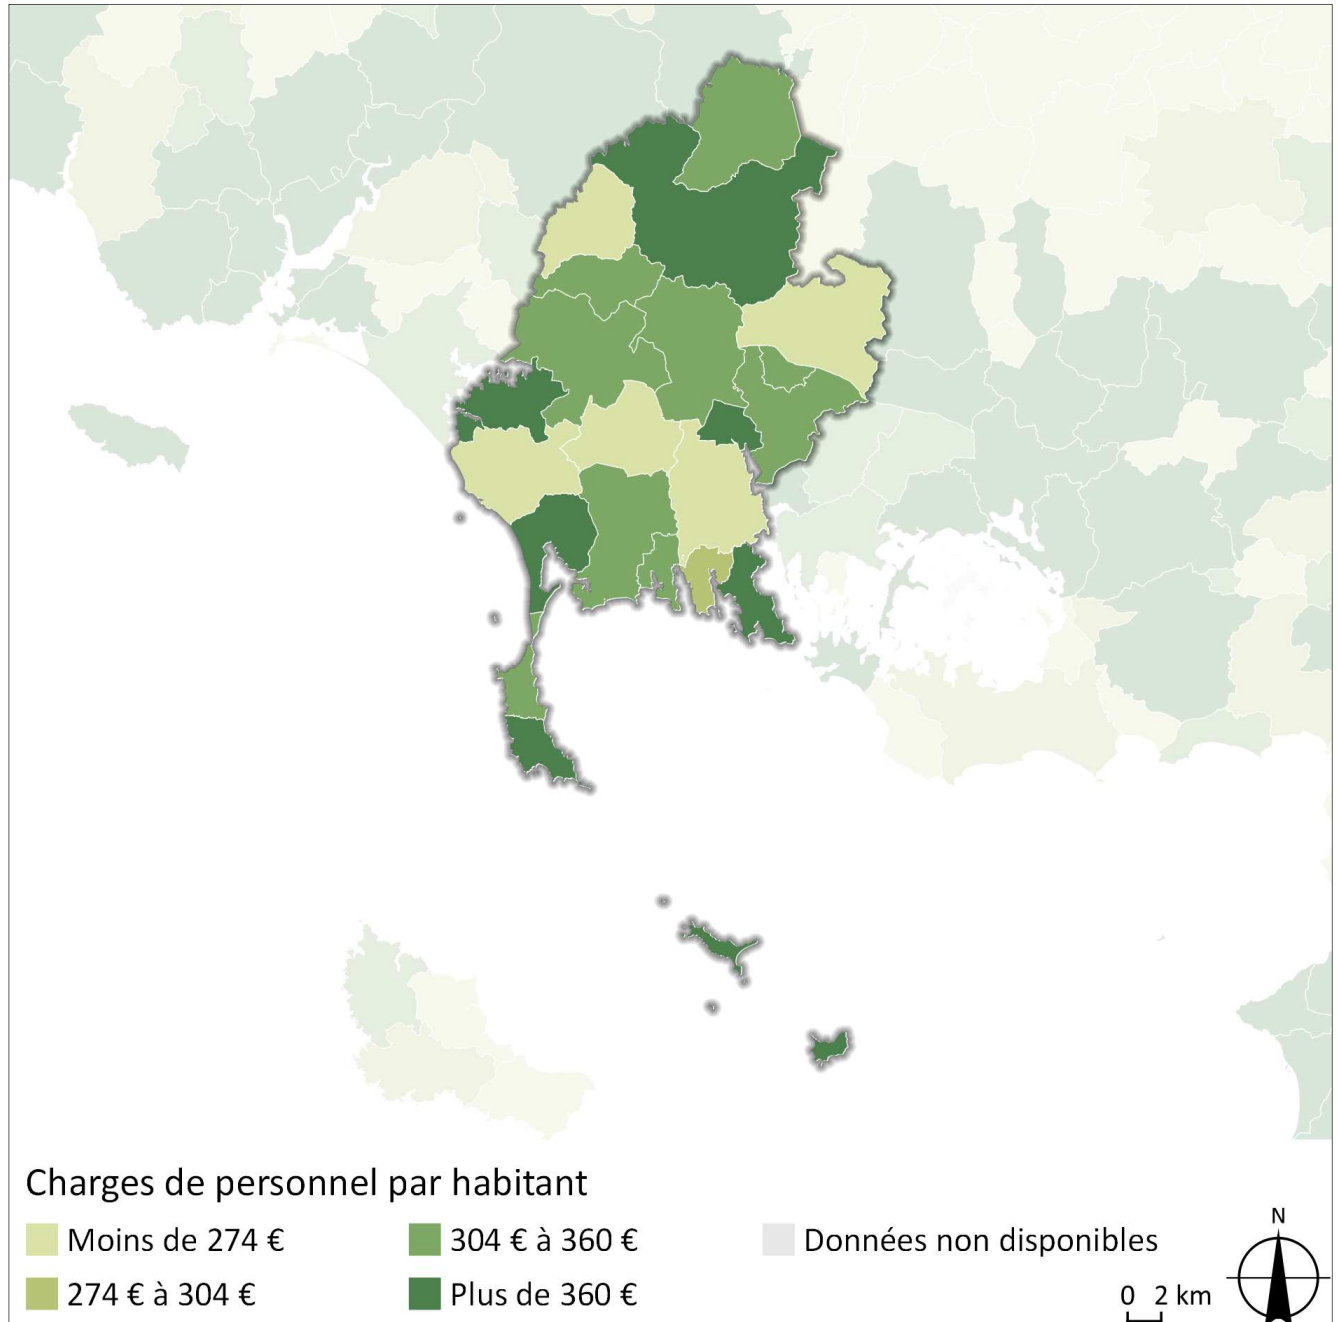 Charges de personnel par habitant
Moins de 274 €
304 € à 360 €
Données non disponibles
274 € à 304 €
Plus de 360 €
N
0 2 km